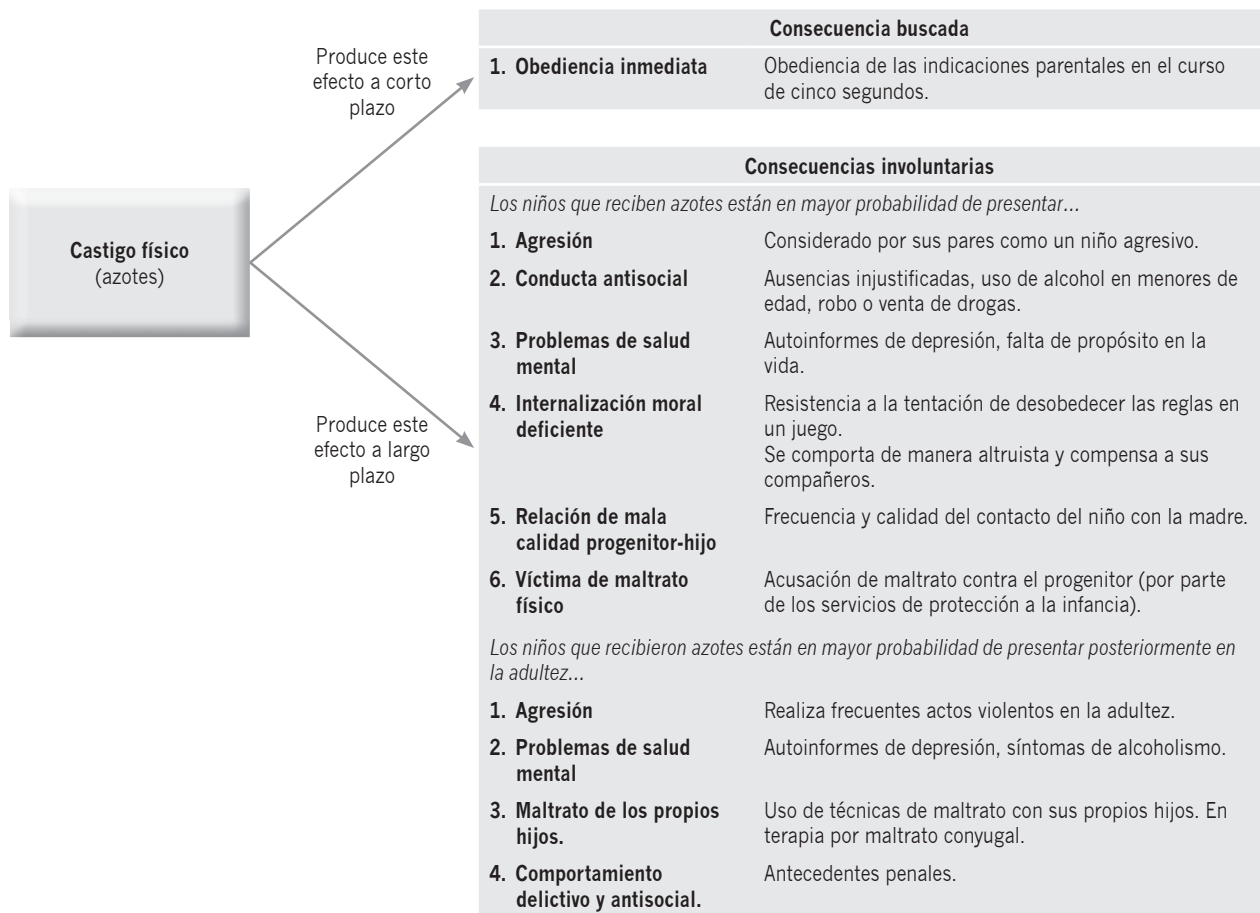 Consecuencia buscada
Produce este
efecto a corto
plazo
1. Obediencia inmediata
Obediencia de las indicaciones parentales en el curso
de cinco segundos.
Castigo físico
(azotes)
Produce este
efecto a largo
plazo
Consecuencias involuntarias
Los niños que reciben azotes están en mayor probabilidad de presentar...
1. Agresión
Considerado por sus pares como un niño agresivo.
2. Conducta antisocial
Ausencias injustificadas, uso de alcohol en menores de
edad, robo o venta de drogas.
3. Problemas de salud
mental
Autoinformes de depresión, falta de propósito en la
vida.
4. Internalización moral
deficiente
Resistencia a la tentación de desobedecer las reglas en
un juego.
Se comporta de manera altruista y compensa a sus
compañeros.
5. Relación de mala
calidad progenitor-hijo
Frecuencia y calidad del contacto del niño con la madre.
6. Víctima de maltrato
físico
Acusación de maltrato contra el progenitor (por parte
de los servicios de protección a la infancia).
Los niños que recibieron azotes están en mayor probabilidad de presentar posteriormente en
la adultez...
1. Agresión
Realiza frecuentes actos violentos en la adultez.
2. Problemas de salud
mental
Autoinformes de depresión, síntomas de alcoholismo.
3. Maltrato de los propios
hijos.
Uso de técnicas de maltrato con sus propios hijos. En
terapia por maltrato conyugal.
4. Comportamiento
delictivo y antisocial.
Antecedentes penales.